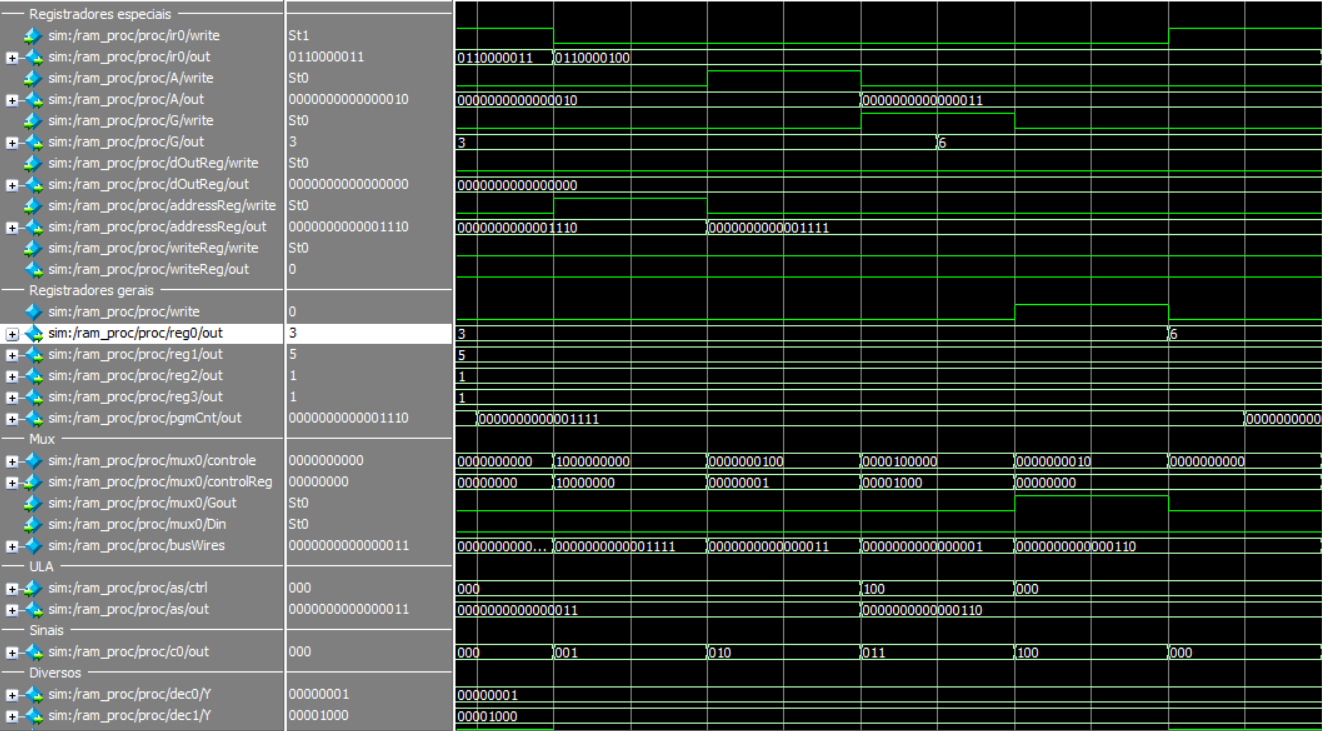 Registradores especiais
sim:/ram_proc/proc/ir0/write St1
sim:/ram_proc/proc/ir0/out 0110000011 0110000011 0110000100
sim:/ram_proc/proc/A/write St0
sim:/ram_proc/proc/A/out 0000000000000010 0000000000000010 0000000000000011
sim:/ram_proc/proc/G/write St0
sim:/ram_proc/proc/G/out 3 3 6
sim:/ram_proc/proc/dOutReg/write St0
sim:/ram_proc/proc/dOutReg/out 0000000000000000 0000000000000000
sim:/ram_proc/proc/addressReg/write St0
sim:/ram_proc/proc/addressReg/out 0000000000001110 0000000000001110 0000000000001111
sim:/ram_proc/proc/writeReg/write St0
sim:/ram_proc/proc/writeReg/out 0
Registradores gerais
sim:/ram_proc/proc/write 0
sim:/ram_proc/proc/reg0/out 3 3 6
sim:/ram_proc/proc/reg1/out 5 5
sim:/ram_proc/proc/reg2/out 1 1
sim:/ram_proc/proc/reg3/out 1 1
sim:/ram_proc/proc/pgmCnt/out 0000000000001110 0000000000001111 0000000000
Mux
sim:/ram_proc/proc/mux0/controle 0000000000 0000000000 1000000000 0000000100 0000100000 0000000010 0000000000
sim:/ram_proc/proc/mux0/controlReg 00000000 00000000 10000000 00000001 00001000 00000000
sim:/ram_proc/proc/mux0/Gout St0
sim:/ram_proc/proc/mux0/Din St0
sim:/ram_proc/proc/busWires 0000000000000011 0000000000... 0000000000001111 0000000000000011 0000000000000001 0000000000000110
ULA
sim:/ram_proc/proc/as/ctrl 000 000 100 000
sim:/ram_proc/proc/as/out 0000000000000011 0000000000000011 0000000000000110
Sinais
sim:/ram_proc/proc/c0/out 000 000 001 010 011 100 000
Diversos
sim:/ram_proc/proc/dec0/Y 00000001 00000001
sim:/ram_proc/proc/dec1/Y 00001000 00001000